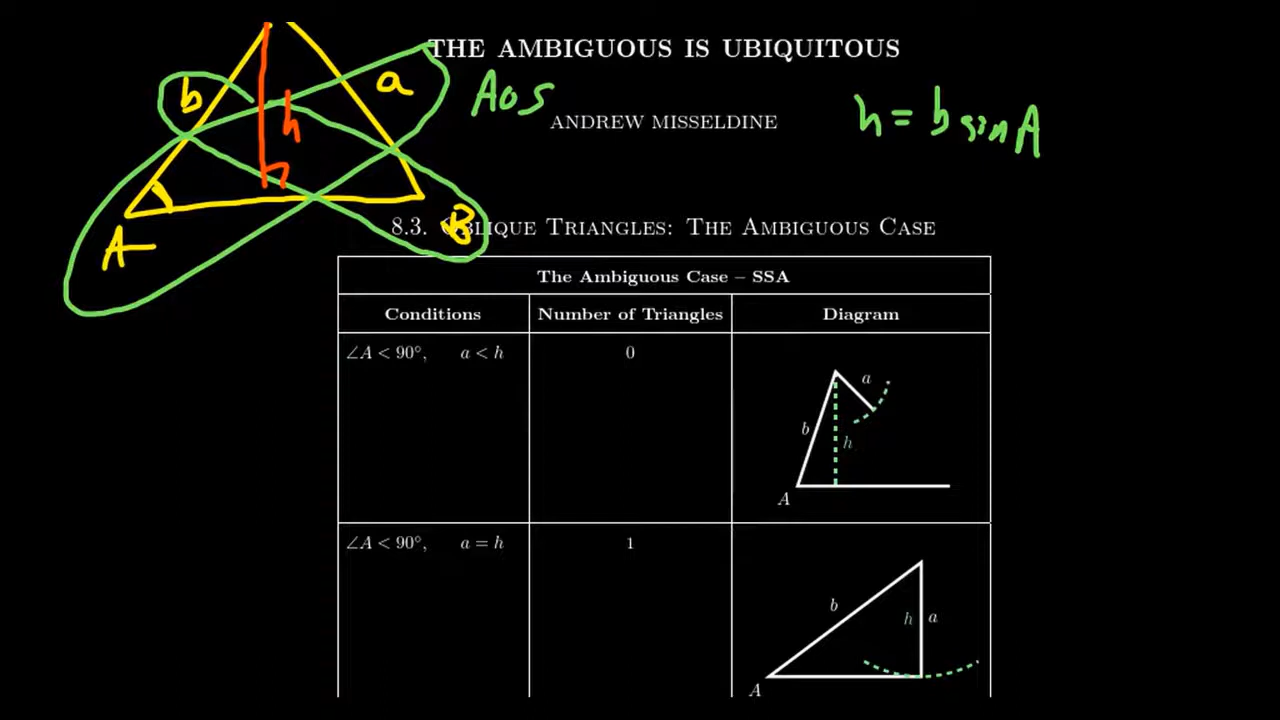 THE AMBIGUOUS IS UBIQUITOUS
b
a
h
AOS
ANDREW MISSELDINE
h = b sin A
A
B
8.3. OBLIQUE TRIANGLES: THE AMBIGUOUS CASE
The Ambiguous Case – SSA
Conditions Number of Triangles Diagram
∠A < 90°, a < h 0
a
b
h
A
∠A < 90°, a = h 1
b
h a
A